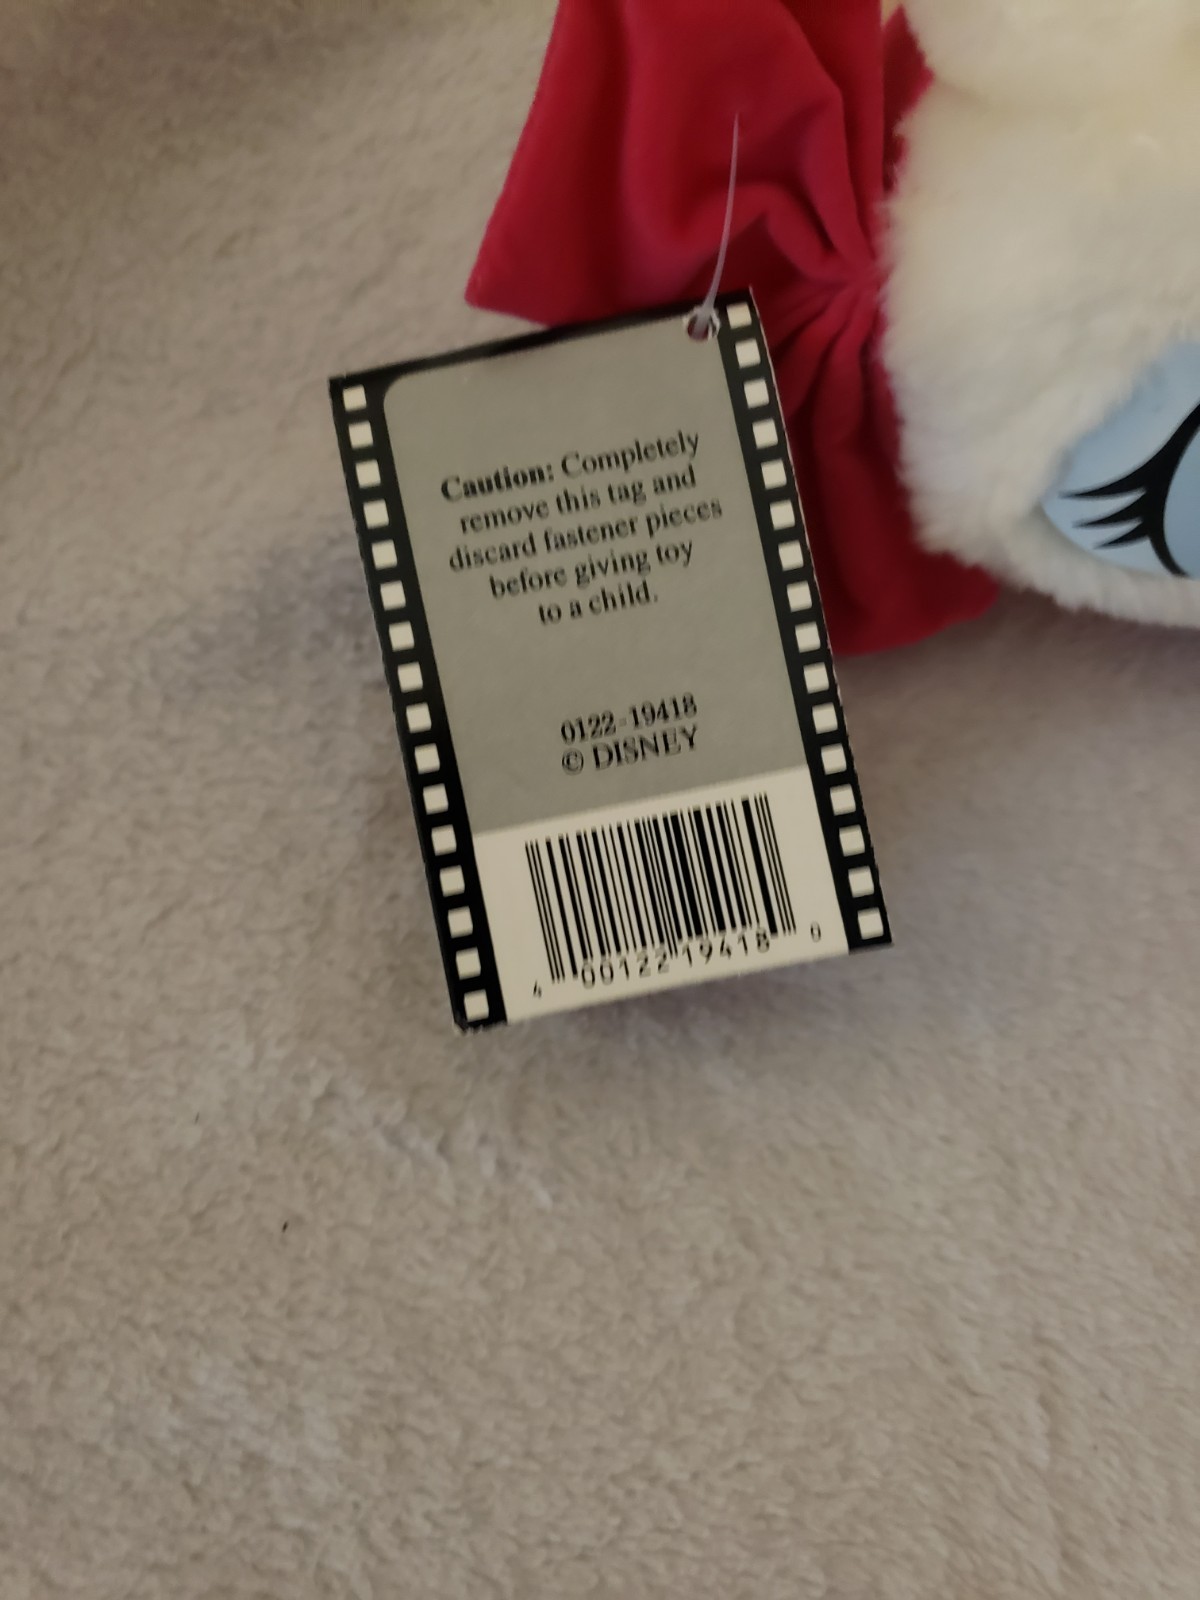 Caution: Completely
remove this tag and
discard fastener pieces
before giving toy
to a child.
0122-19418
© DISNEY
4 00122 19418 0